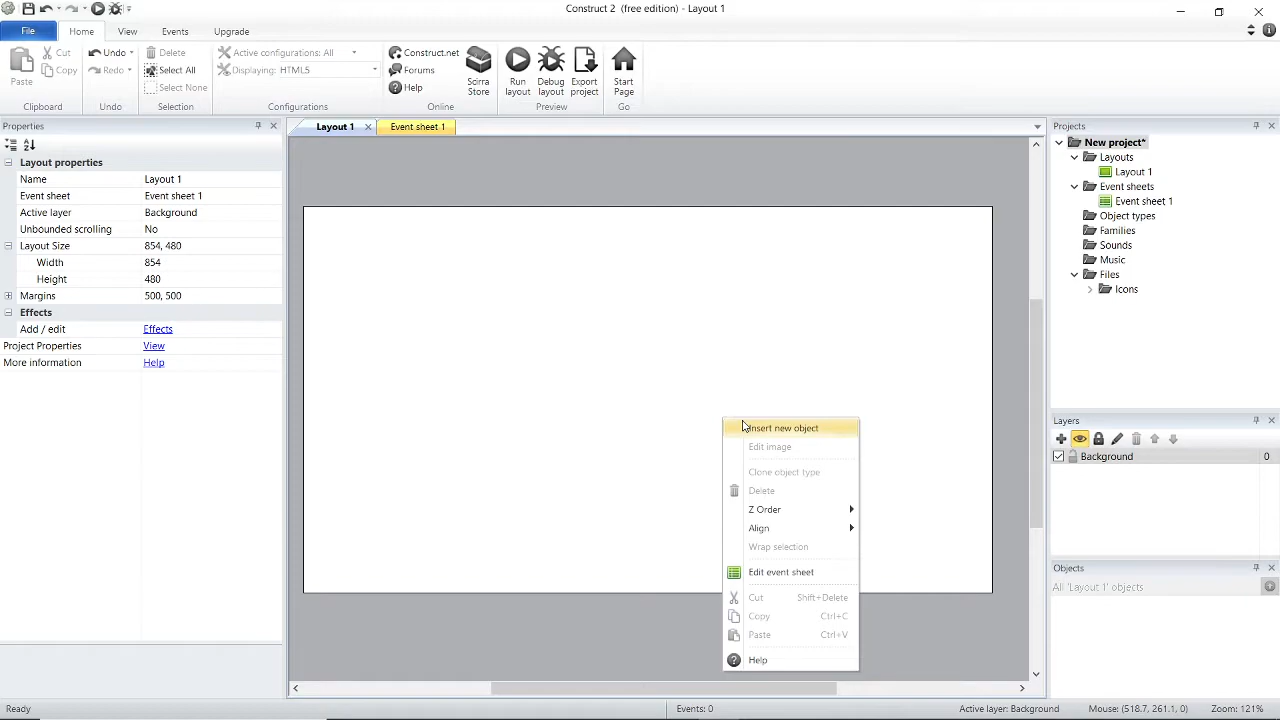 Construct 2 (free edition) - Layout 1
File
Home
View
Events
Upgrade
Paste
Cut
Copy
Clipboard
Undo
Redo
Undo
Delete
Select All
Select None
Selection
Active configurations: All
Displaying: HTML5
Configurations
Construct.net
Forums
Help
Scirra Store
Online
Run layout
Debug layout
Export project
Preview
Start Page
Go
Properties
Layout properties
Name Layout 1
Event sheet Event sheet 1
Active layer Background
Unbounded scrolling No
Layout Size 854, 480
Width 854
Height 480
Margins 500, 500
Effects
Add / edit Effects
Project Properties View
More information Help
Layout 1
Event sheet 1
Insert new object
Edit image
Clone object type
Delete
Z Order
Align
Wrap selection
Edit event sheet
Cut Shift+Delete
Copy Ctrl+C
Paste Ctrl+V
Help
Projects
New project*
Layouts
Layout 1
Event sheets
Event sheet 1
Object types
Families
Sounds
Music
Files
Icons
Layers
Background 0
Objects
All 'Layout 1' objects
Ready
Events: 0
Active layer: Background
Mouse: (518.7, 261.1, 0)
Zoom: 121%